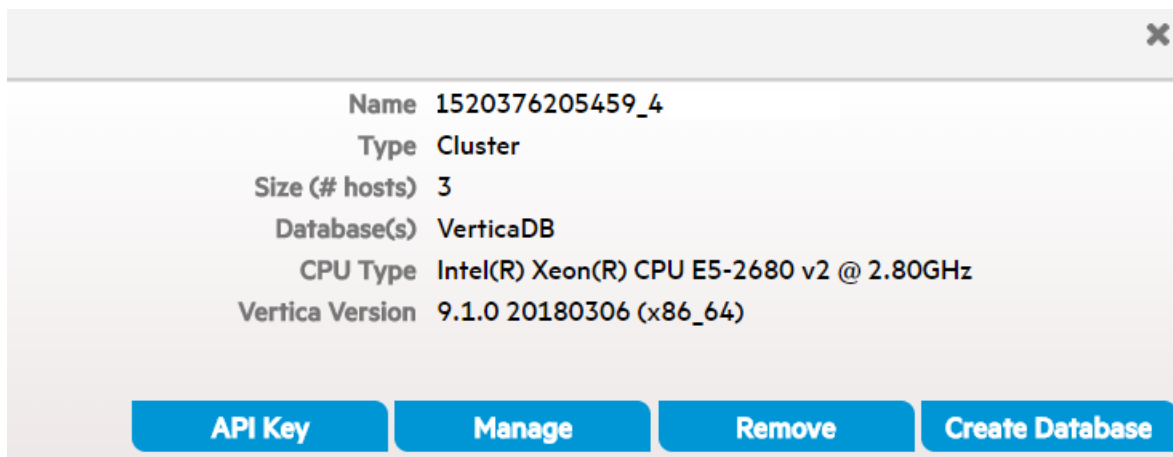 Name 1520376205459_4
Type Cluster
Size (# hosts) 3
Database(s) VerticaDB
CPU Type Intel(R) Xeon(R) CPU E5-2680 v2 @ 2.80GHz
Vertica Version 9.1.0 20180306 (x86_64)
API Key Manage Remove Create Database